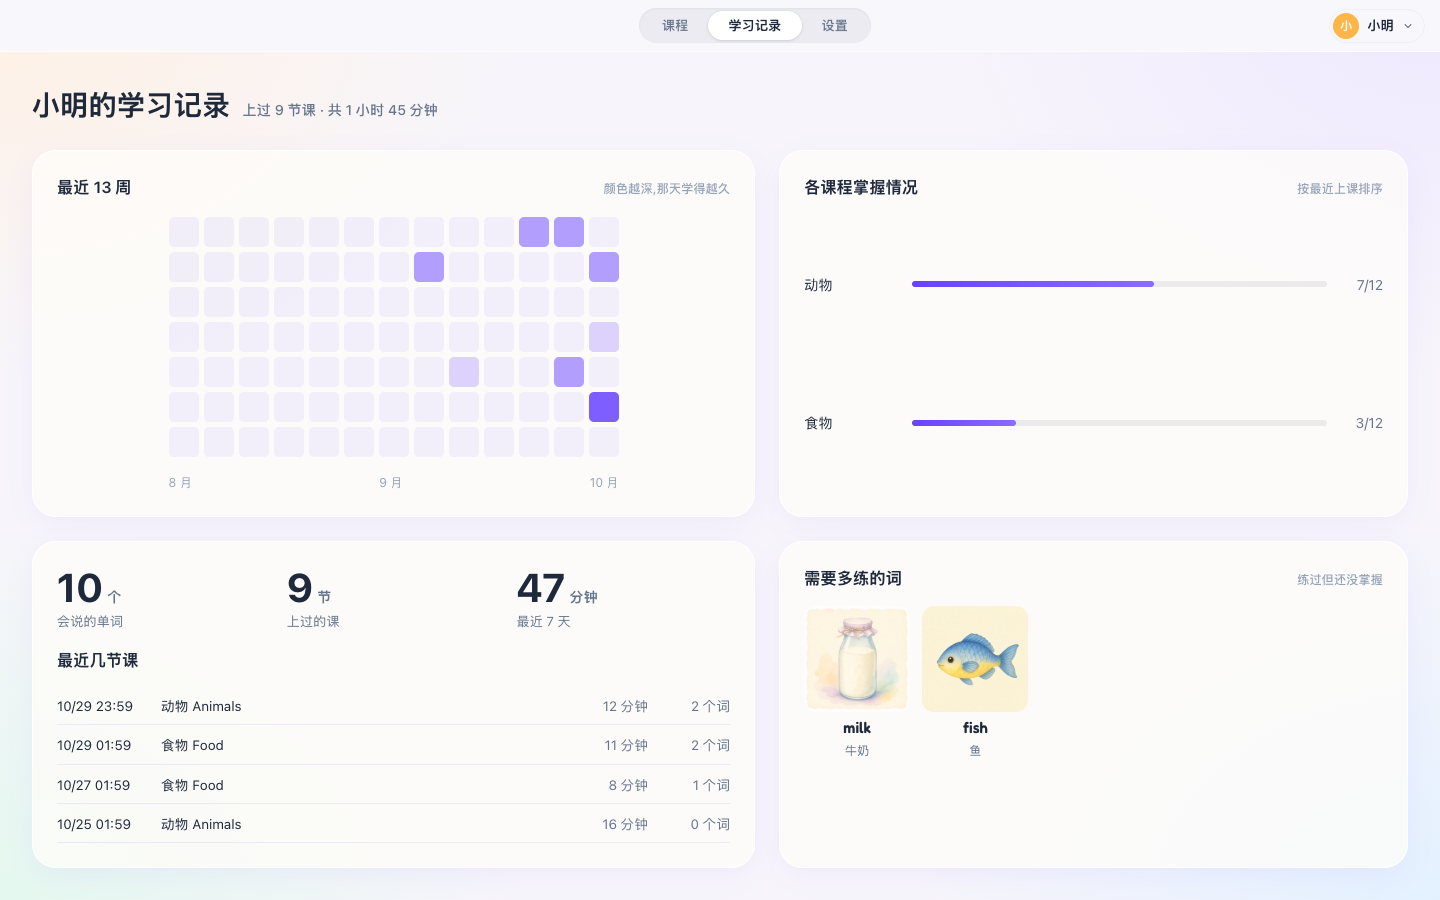 课程
学习记录
设置
小
小明
小明的学习记录
上过 9 节课 · 共 1 小时 45 分钟
最近 13 周
颜色越深,那天学得越久
8 月
9 月
10 月
各课程掌握情况
按最近上课排序
动物
7/12
食物
3/12
10 个
会说的单词
9 节
上过的课
47 分钟
最近 7 天
最近几节课
10/29 23:59 动物 Animals 12 分钟 2 个词
10/29 01:59 食物 Food 11 分钟 2 个词
10/27 01:59 食物 Food 8 分钟 1 个词
10/25 01:59 动物 Animals 16 分钟 0 个词
需要多练的词
练过但还没掌握
milk
牛奶
fish
鱼